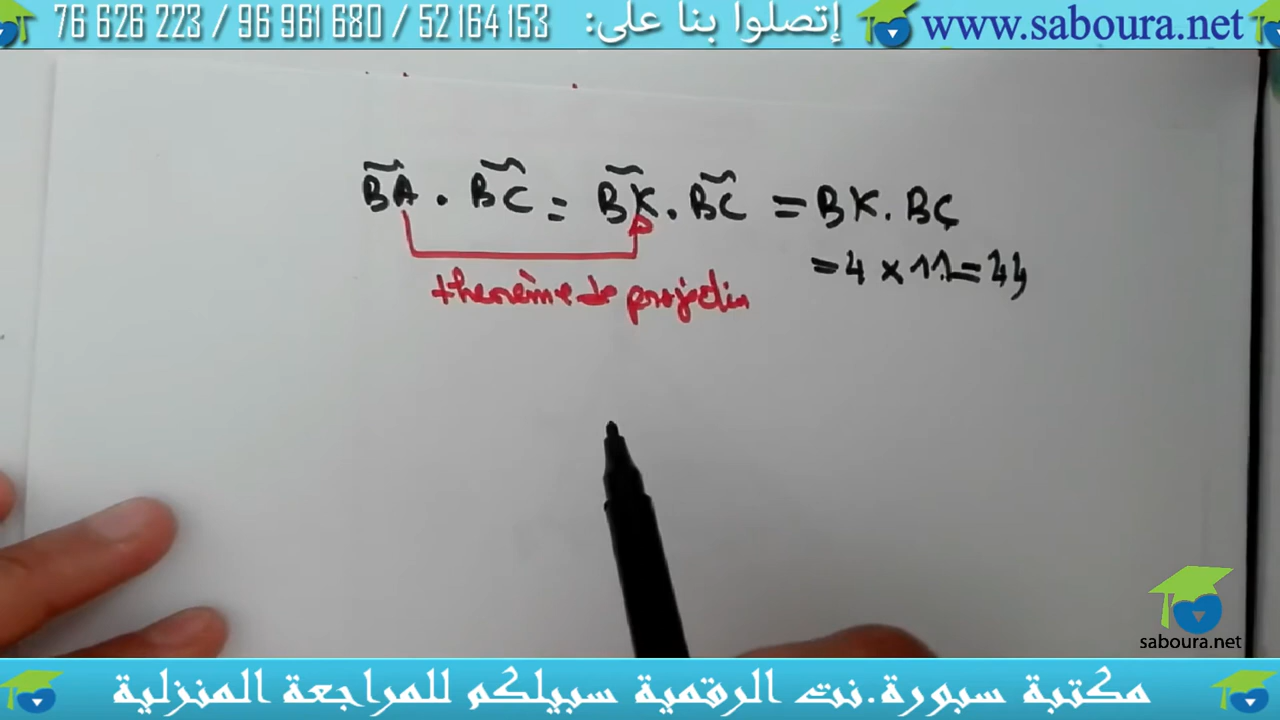 76 626 223 / 96 961 680 / 52 164 153 إتصلوا بنا على: www.saboura.net
BA . BC = BK . BC = BK. BC
= 4 x 11 = 44
theorème de projection
saboura.net
مكتبة سبورة.نت الرقمية سبيلكم للمراجعة المنزلية